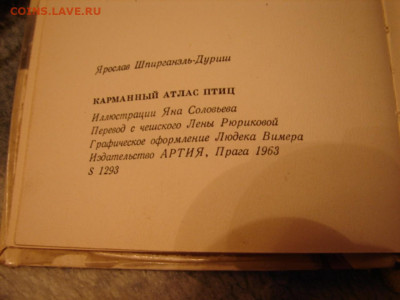 COINS.LAVE.RU
Ярослав Шпирганэль-Дуриш
КАРМАННЫЙ АТЛАС ПТИЦ
Иллюстрации Яна Соловьева
Перевод с чешского Лены Рюриковой
Графическое оформление Людека Вимера
Издательство АРТИЯ, Прага 1963
S 1293